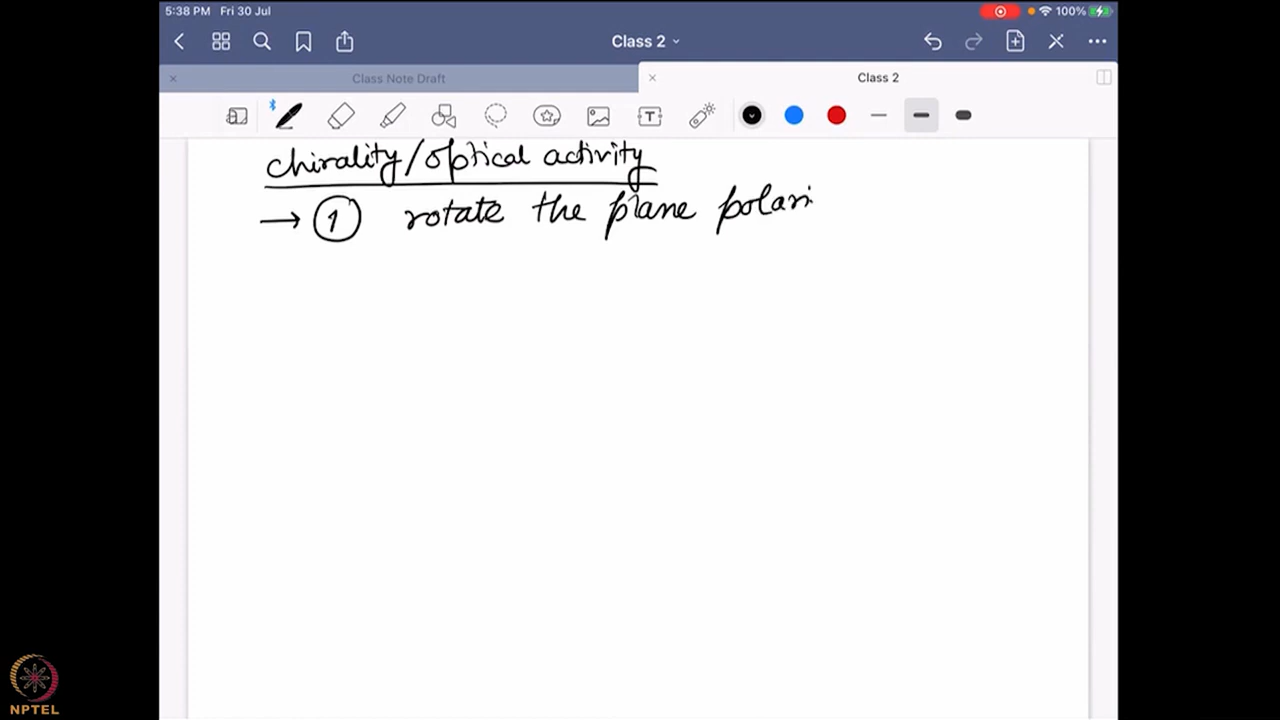 5:38 PM Fri 30 Jul
100%
Class 2
Class Note Draft
Class 2
T
chirality/optical activity
→ ① rotate the plane polari
NPTEL